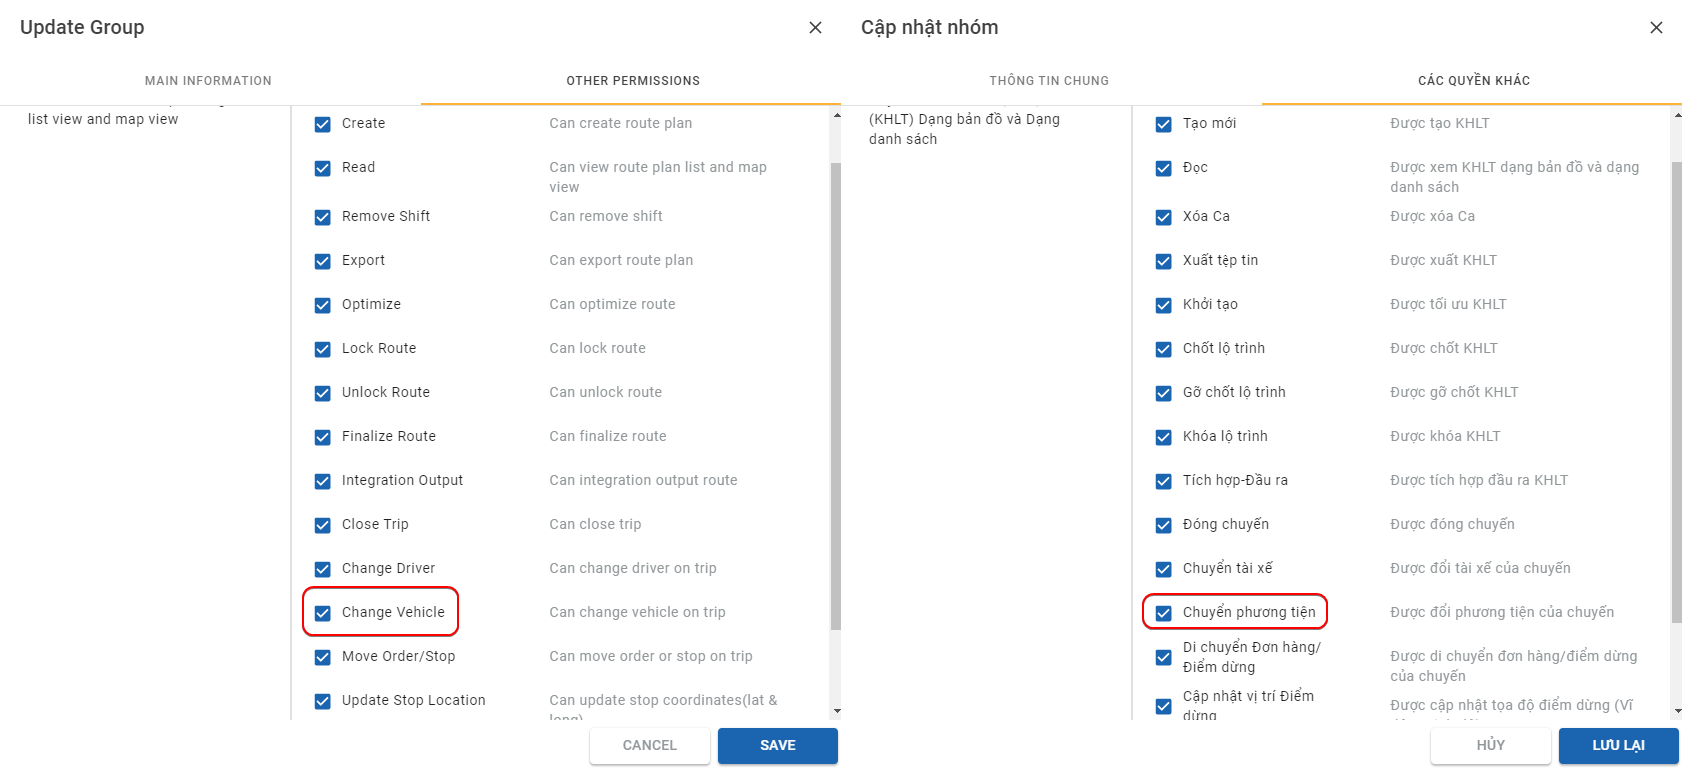 Update Group
MAIN INFORMATION
OTHER PERMISSIONS
list view and map view
Create
Can create route plan
Read
Can view route plan list and map
view
Remove Shift
Can remove shift
Export
Can export route plan
Optimize
Can optimize route
Lock Route
Can lock route
Unlock Route
Can unlock route
Finalize Route
Can finalize route
Integration Output
Can integration output route
Close Trip
Can close trip
Change Driver
Can change driver on trip
Change Vehicle
Can change vehicle on trip
Move Order/Stop
Can move order or stop on trip
Update Stop Location
Can update stop coordinates(lat &
long)
CANCEL
SAVE
Cập nhật nhóm
THÔNG TIN CHUNG
CÁC QUYỀN KHÁC
(KHLT) Dạng bản đồ và Dạng
danh sách
Tạo mới
Được tạo KHLT
Đọc
Được xem KHLT dạng bản đồ và dạng
danh sách
Xóa Ca
Được xóa Ca
Xuất tệp tin
Được xuất KHLT
Khởi tạo
Được tối ưu KHLT
Chốt lộ trình
Được chốt KHLT
Gỡ chốt lộ trình
Được gỡ chốt KHLT
Khóa lộ trình
Được khóa KHLT
Tích hợp-Đầu ra
Được tích hợp đầu ra KHLT
Đóng chuyến
Được đóng chuyến
Chuyển tài xế
Được đổi tài xế của chuyến
Chuyển phương tiện
Được đổi phương tiện của chuyến
Di chuyển Đơn hàng/
Điểm dừng
Được di chuyển đơn hàng/điểm dừng
của chuyến
Cập nhật vị trí Điểm
dừng
Được cập nhật tọa độ điểm dừng (Vĩ
HỦY
LƯU LẠI